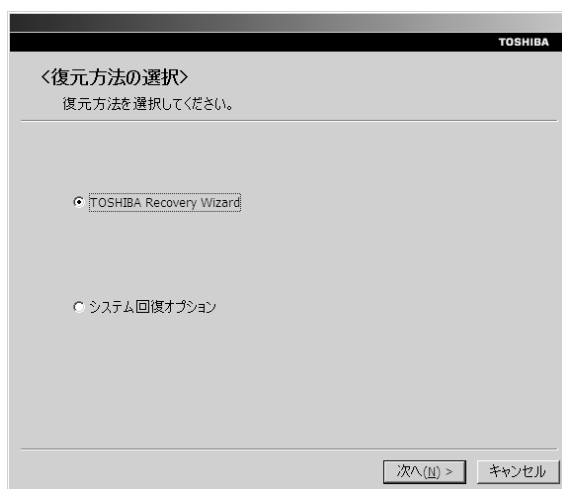 TOSHIBA
<復元方法の選択>
復元方法を選択してください。
TOSHIBA Recovery Wizard
システム回復オプション
次へ(N) >
キャンセル